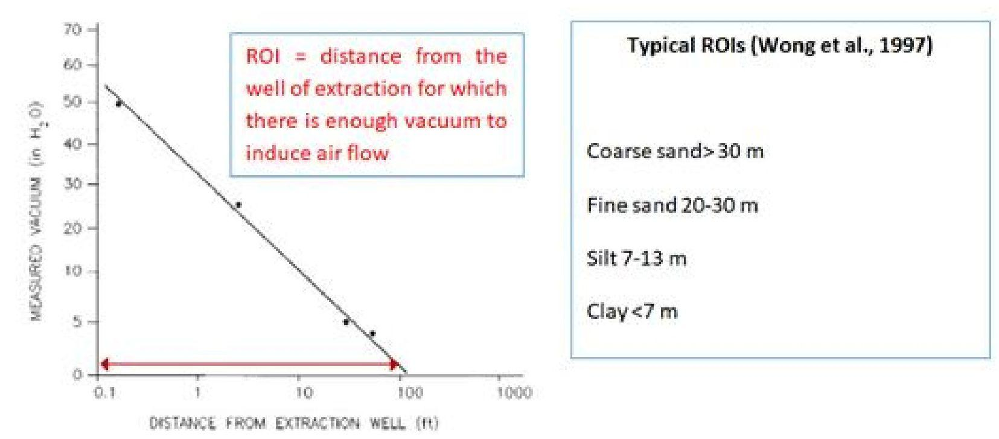 70
60
50
40
30
20
10
5
0
MEASURED VACUUM (in H₂O)
0.1 1 10 100 1000
DISTANCE FROM EXTRACTION WELL (ft)
ROI = distance from the
well of extraction for which
there is enough vacuum to
induce air flow
Typical ROIs (Wong et al., 1997)
Coarse sand> 30 m
Fine sand 20-30 m
Silt 7-13 m
Clay <7 m